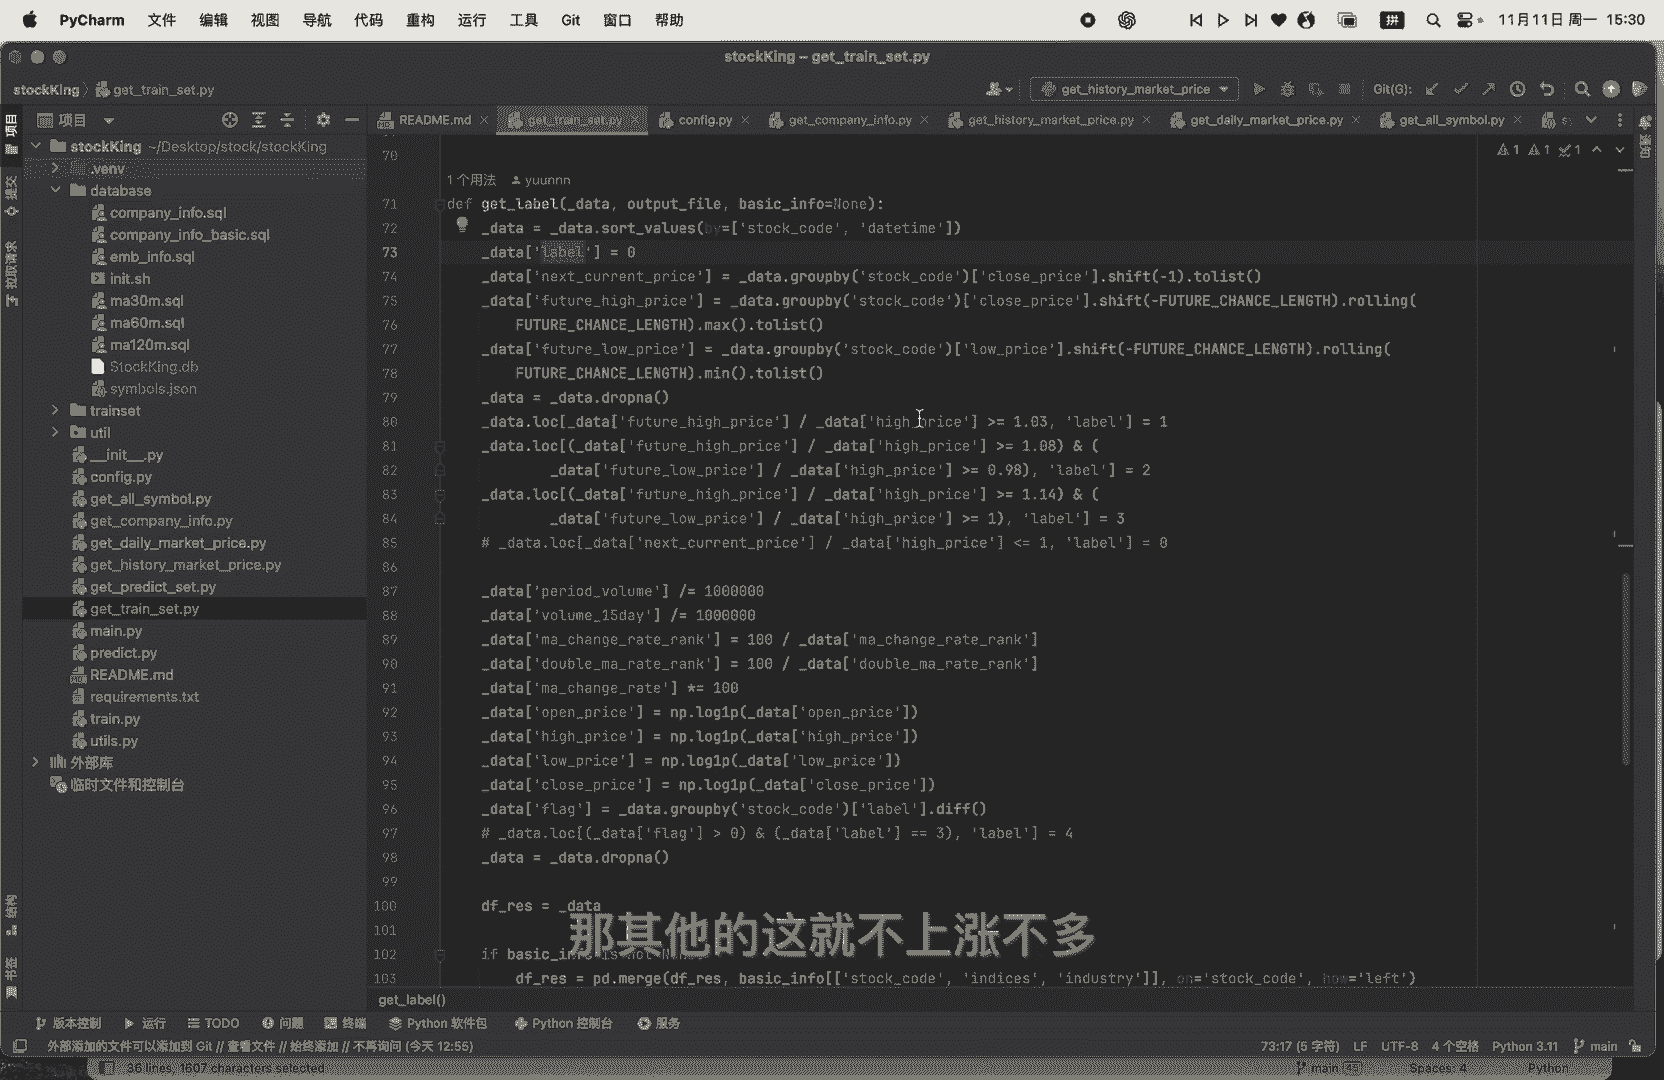 PyCharm 文件 编辑 视图 导航 代码 重构 运行 工具 Git 窗口 帮助 拼 11月11日 周一 15:30
stockKing – get_train_set.py
stockKing 〉 get_train_set.py get_history_market_price Git(G):
项目 README.md get_train_set.py config.py get_company_info.py get_history_market_price.py get_daily_market_price.py get_all_symbol.py
项目
提交
拉取请求
结构
书签
stockKing ~/Desktop/stock/stockKing
.venv
database
company_info.sql
company_info_basic.sql
emb_info.sql
init.sh
ma30m.sql
ma60m.sql
ma120m.sql
StockKing.db
symbols.json
trainset
util
__init__.py
config.py
get_all_symbol.py
get_company_info.py
get_daily_market_price.py
get_history_market_price.py
get_predict_set.py
get_train_set.py
main.py
predict.py
README.md
requirements.txt
train.py
utils.py
外部库
临时文件和控制台
1 1 1
70
1 个用法 yuunnn
71 def get_label(_data, output_file, basic_info=None):
72 _data = _data.sort_values(by=['stock_code', 'datetime'])
73 _data['label'] = 0
74 _data['next_current_price'] = _data.groupby('stock_code')['close_price'].shift(-1).tolist()
75 _data['future_high_price'] = _data.groupby('stock_code')['close_price'].shift(-FUTURE_CHANCE_LENGTH).rolling(
76 FUTURE_CHANCE_LENGTH).max().tolist()
77 _data['future_low_price'] = _data.groupby('stock_code')['low_price'].shift(-FUTURE_CHANCE_LENGTH).rolling(
78 FUTURE_CHANCE_LENGTH).min().tolist()
79 _data = _data.dropna()
80 _data.loc[_data['future_high_price'] / _data['high_price'] >= 1.03, 'label'] = 1
81 _data.loc[(_data['future_high_price'] / _data['high_price'] >= 1.08) & (
82 _data['future_low_price'] / _data['high_price'] >= 0.98), 'label'] = 2
83 _data.loc[(_data['future_high_price'] / _data['high_price'] >= 1.14) & (
84 _data['future_low_price'] / _data['high_price'] >= 1), 'label'] = 3
85 # _data.loc[_data['next_current_price'] / _data['high_price'] <= 1, 'label'] = 0
86
87 _data['period_volume'] /= 1000000
88 _data['volume_15day'] /= 1000000
89 _data['ma_change_rate_rank'] = 100 / _data['ma_change_rate_rank']
90 _data['double_ma_rate_rank'] = 100 / _data['double_ma_rate_rank']
91 _data['ma_change_rate'] *= 100
92 _data['open_price'] = np.log1p(_data['open_price'])
93 _data['high_price'] = np.log1p(_data['high_price'])
94 _data['low_price'] = np.log1p(_data['low_price'])
95 _data['close_price'] = np.log1p(_data['close_price'])
96 _data['flag'] = _data.groupby('stock_code')['label'].diff()
97 # _data.loc[(_data['flag'] > 0) & (_data['label'] == 3), 'label'] = 4
98 _data = _data.dropna()
99
100 df_res = _data
101
102 if basic_info is not None:
103 df_res = pd.merge(df_res, basic_info[['stock_code', 'indices', 'industry']], on='stock_code', how='left')
那其他的这就不上涨不多
get_label()
版本控制 运行 TODO 问题 终端 Python 软件包 Python 控制台 服务
外部添加的文件可以添加到 Git // 查看文件 // 始终添加 // 不再询问 (今天 12:55) 73:17 (5 字符) LF UTF-8 4 个空格 Python 3.11 main
36 lines, 1607 characters selected main Spaces: 4 Python